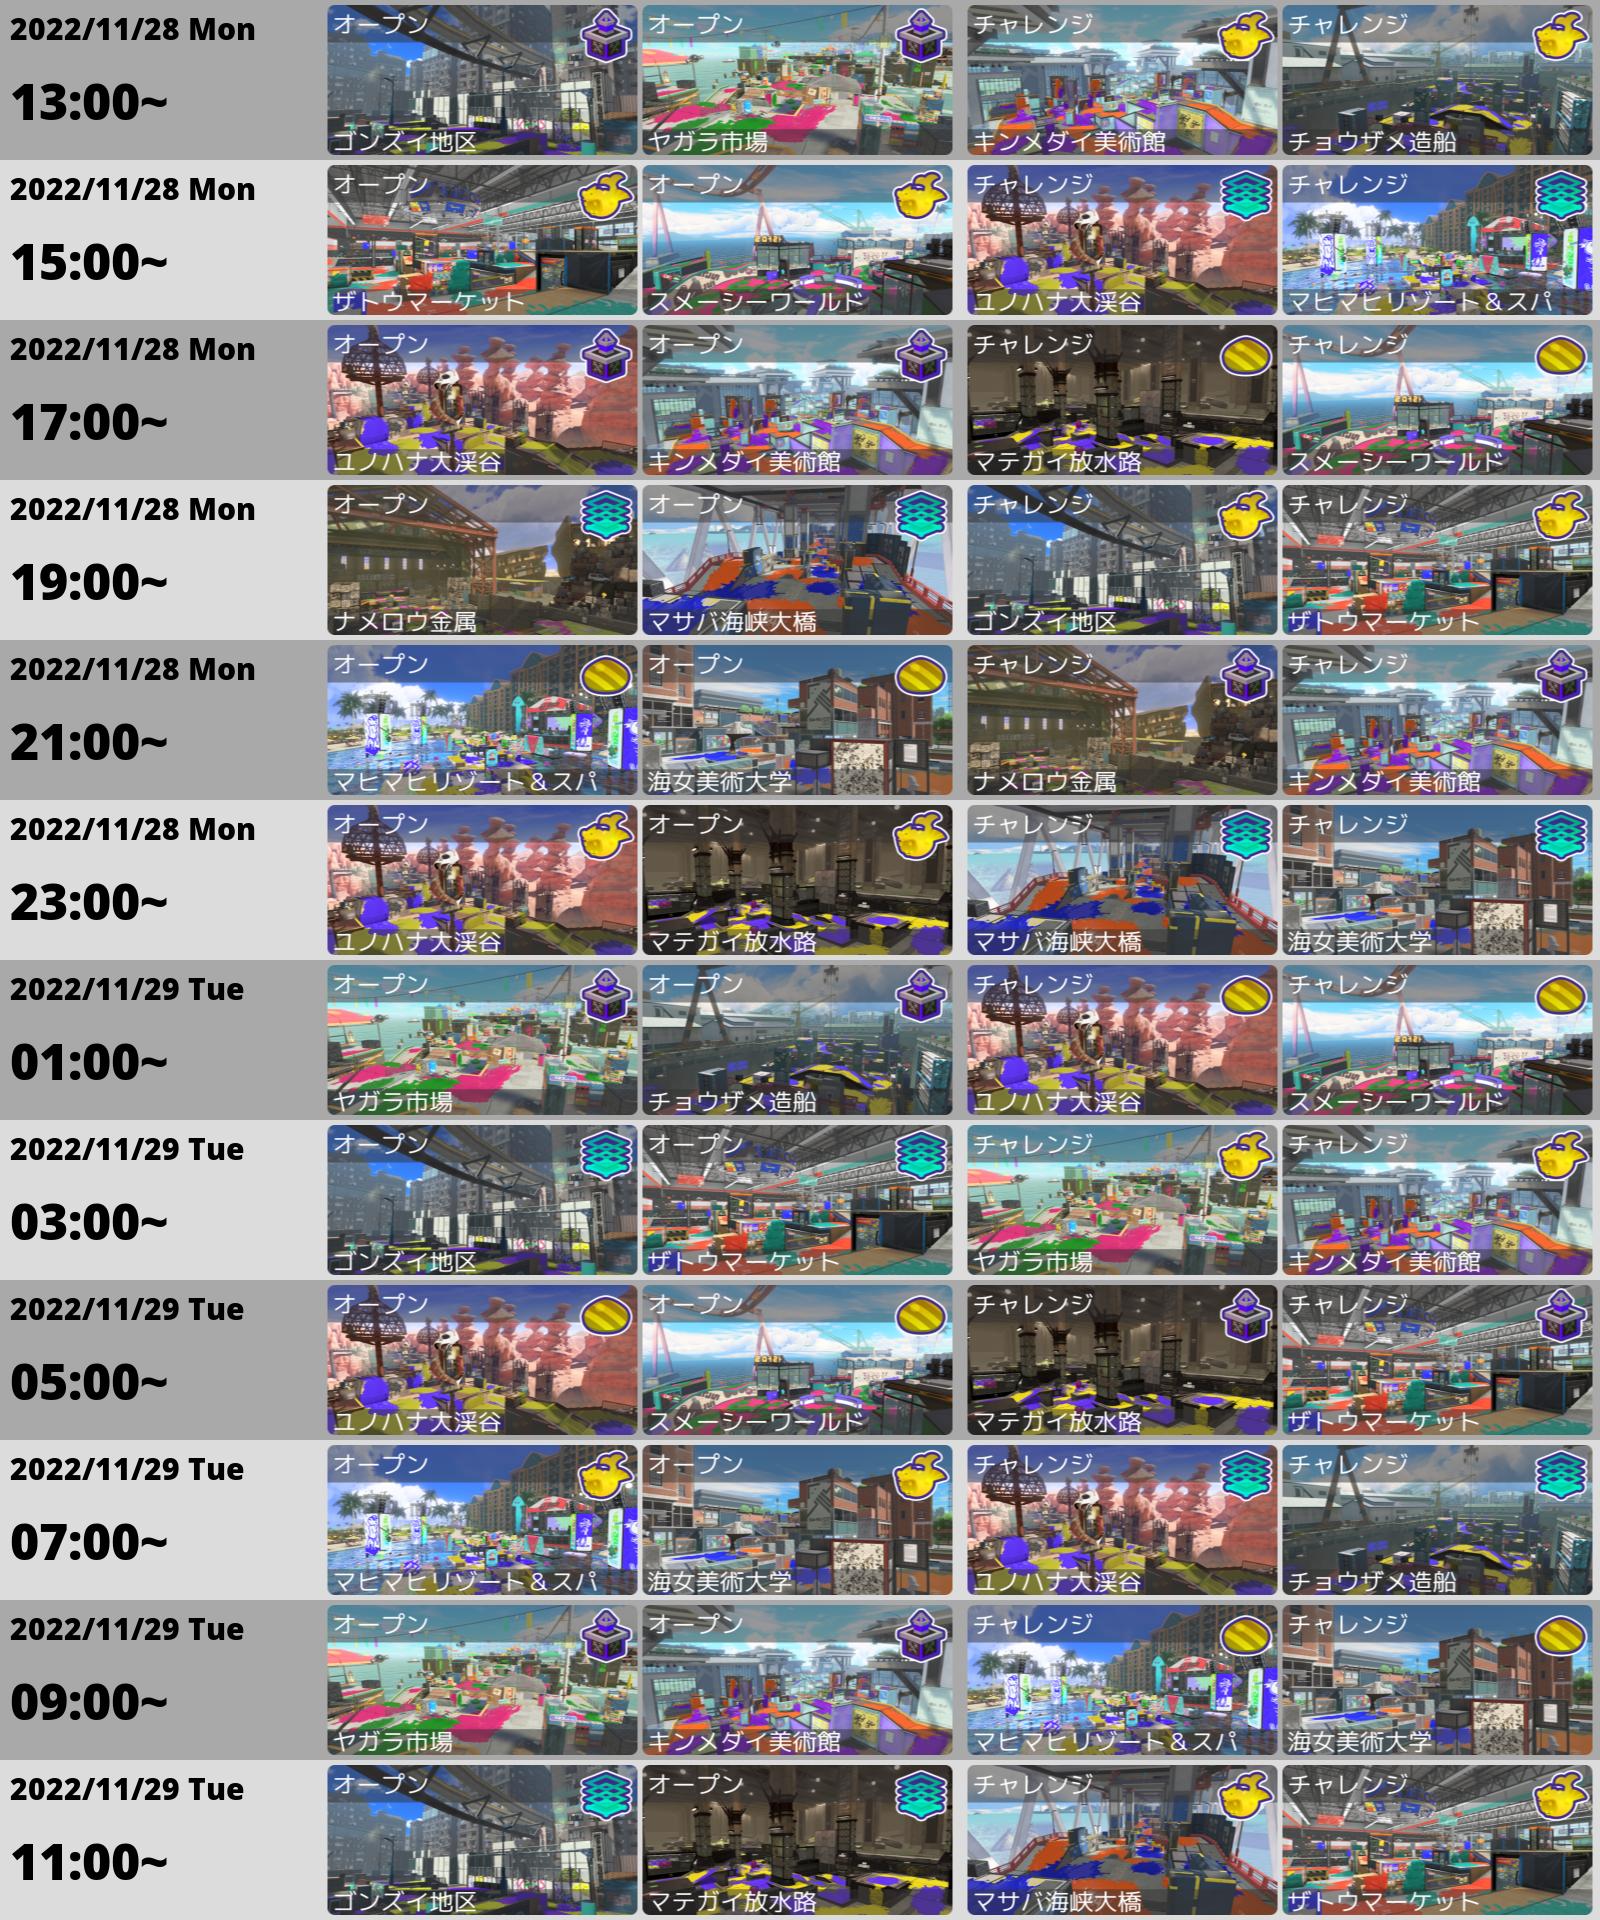 2022/11/28 Mon
13:00~
オープン
ゴンズイ地区
オープン
ヤガラ市場
チャレンジ
キンメダイ美術館
チャレンジ
チョウザメ造船
2022/11/28 Mon
15:00~
オープン
ザトウマーケット
オープン
スメーシーワールド
チャレンジ
ユノハナ大渓谷
チャレンジ
マヒマヒリゾート&スパ
2022/11/28 Mon
17:00~
オープン
ユノハナ大渓谷
オープン
キンメダイ美術館
チャレンジ
マテガイ放水路
チャレンジ
スメーシーワールド
2022/11/28 Mon
19:00~
オープン
ナメロウ金属
オープン
マサバ海峡大橋
チャレンジ
ゴンズイ地区
チャレンジ
ザトウマーケット
2022/11/28 Mon
21:00~
オープン
マヒマヒリゾート&スパ
オープン
海女美術大学
チャレンジ
ナメロウ金属
チャレンジ
キンメダイ美術館
2022/11/28 Mon
23:00~
オープン
ユノハナ大渓谷
オープン
マテガイ放水路
チャレンジ
マサバ海峡大橋
チャレンジ
海女美術大学
2022/11/29 Tue
01:00~
オープン
ヤガラ市場
オープン
チョウザメ造船
チャレンジ
ユノハナ大渓谷
チャレンジ
スメーシーワールド
2022/11/29 Tue
03:00~
オープン
ゴンズイ地区
オープン
ザトウマーケット
チャレンジ
ヤガラ市場
チャレンジ
キンメダイ美術館
2022/11/29 Tue
05:00~
オープン
ユノハナ大渓谷
オープン
スメーシーワールド
チャレンジ
マテガイ放水路
チャレンジ
ザトウマーケット
2022/11/29 Tue
07:00~
オープン
マヒマヒリゾート&スパ
オープン
海女美術大学
チャレンジ
ユノハナ大渓谷
チャレンジ
チョウザメ造船
2022/11/29 Tue
09:00~
オープン
ヤガラ市場
オープン
キンメダイ美術館
チャレンジ
マヒマヒリゾート&スパ
チャレンジ
海女美術大学
2022/11/29 Tue
11:00~
オープン
ゴンズイ地区
オープン
マテガイ放水路
チャレンジ
マサバ海峡大橋
チャレンジ
ザトウマーケット